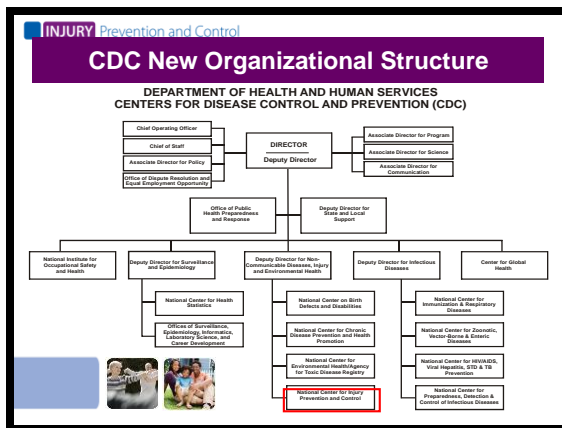 INJURY Prevention and Control
CDC New Organizational Structure
DEPARTMENT OF HEALTH AND HUMAN SERVICES
CENTERS FOR DISEASE CONTROL AND PREVENTION (CDC)
Chief Operating Officer
Chief of Staff
Associate Director for Policy
Office of Dispute Resolution and
Equal Employment Opportunity
DIRECTOR
Deputy Director
Associate Director for Program
Associate Director for Science
Associate Director for
Communication
Office of Public
Health Preparedness
and Response
Deputy Director for
State and Local
Support
National Institute for
Occupational Safety
and Health
Deputy Director for Surveillance
and Epidemiology
Deputy Director for Non-
Communicable Diseases, Injury
and Environmental Health
Deputy Director for Infectious
Diseases
Center for Global
Health
National Center for Health
Statistics
Offices of Surveillance,
Epidemiology, Informatics,
Laboratory Science, and
Career Development
National Center on Birth
Defects and Disabilities
National Center for Chronic
Disease Prevention and Health
Promotion
National Center for
Environmental Health/Agency
for Toxic Disease Registry
National Center for Injury
Prevention and Control
National Center for
Immunization & Respiratory
Diseases
National Center for Zoonotic,
Vector-Borne & Enteric
Diseases
National Center for HIV/AIDS,
Viral Hepatitis, STD & TB
Prevention
National Center for
Preparedness, Detection &
Control of Infectious Diseases